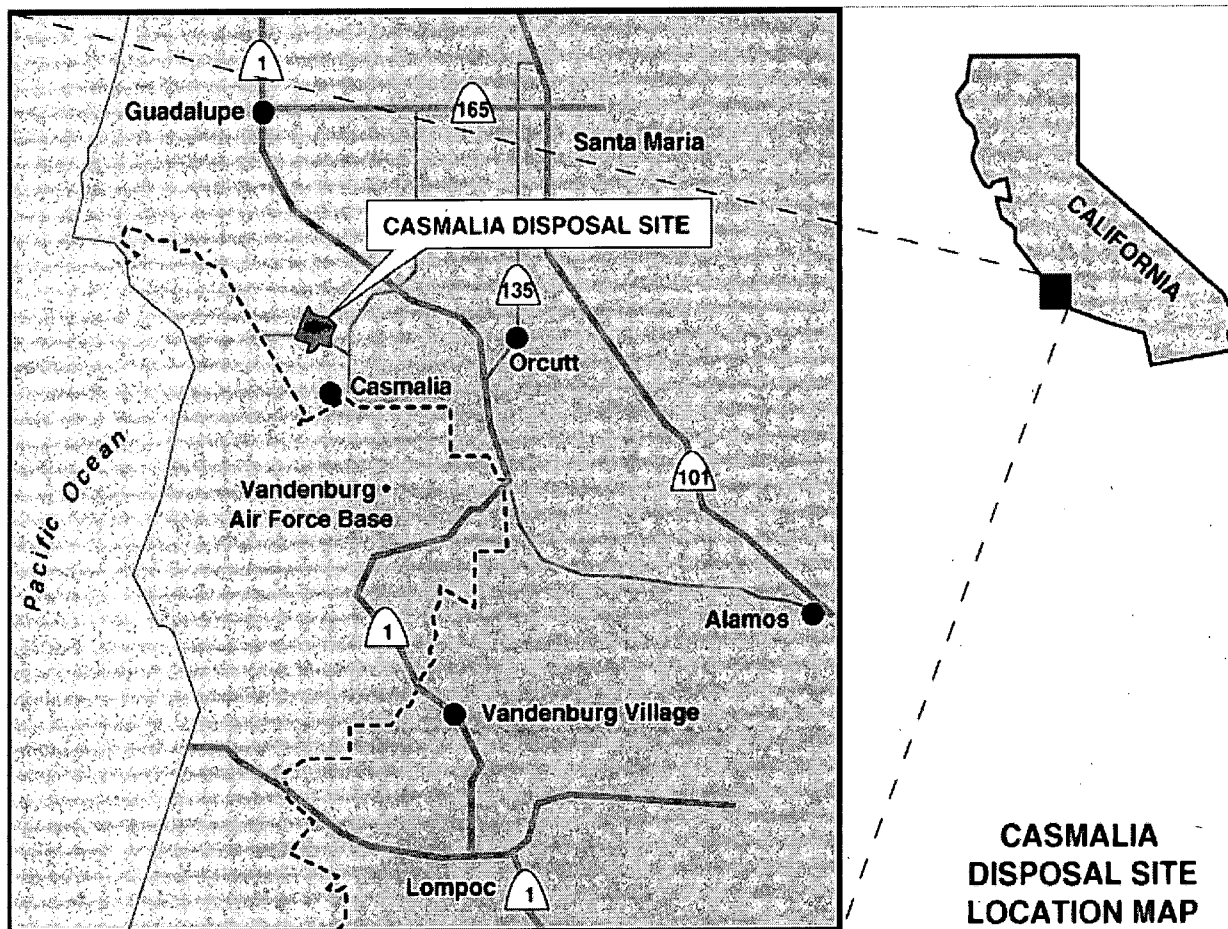 1
Guadalupe
165
Santa Maria
CASMALIA DISPOSAL SITE
135
Orcutt
Casmalia
Pacific Ocean
Vandenburg
Air Force Base
101
Alamos
1
Vandenburg Village
Lompoc
1
CALIFORNIA
CASMALIA
DISPOSAL SITE
LOCATION MAP